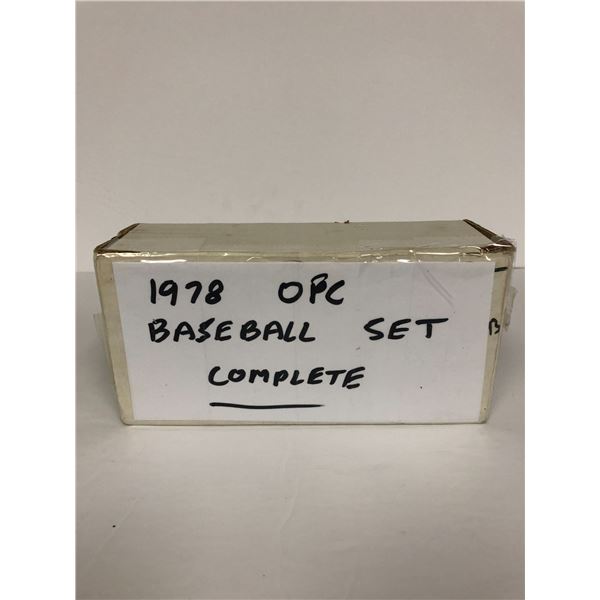 1978 OPC
BASEBALL SET
COMPLETE
B